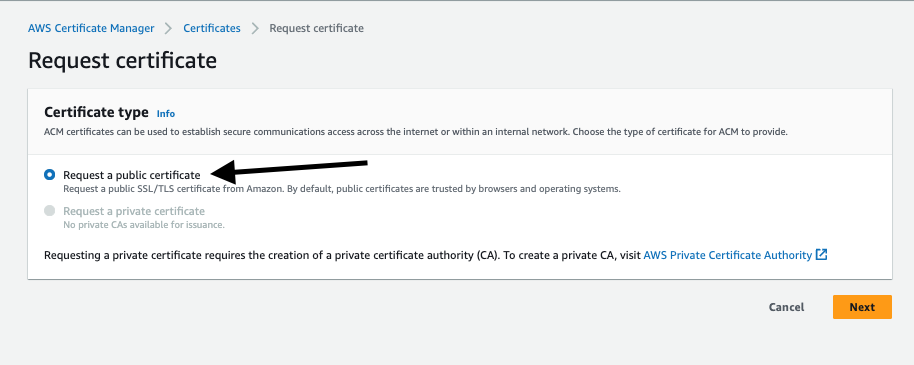 AWS Certificate Manager > Certificates > Request certificate
Request certificate
Certificate type Info
ACM certificates can be used to establish secure communications access across the internet or within an internal network. Choose the type of certificate for ACM to provide.
Request a public certificate
Request a public SSL/TLS certificate from Amazon. By default, public certificates are trusted by browsers and operating systems.
Request a private certificate
No private CAs available for issuance.
Requesting a private certificate requires the creation of a private certificate authority (CA). To create a private CA, visit AWS Private Certificate Authority
Cancel Next